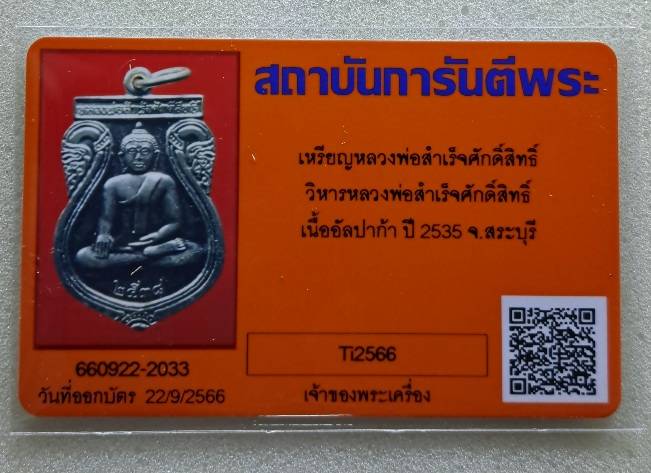 สถาบันการันตีพระ
เหรียญหลวงพ่อสำเร็จศักดิ์สิทธิ์
วิหารหลวงพ่อสำเร็จศักดิ์สิทธิ์
เนื้ออัลปาก้า ปี 2535 จ.สระบุรี
๒๕๓๘
Ti2566
660922-2033
วันที่ออกบัตร 22/9/2566
เจ้าของพระเครื่อง